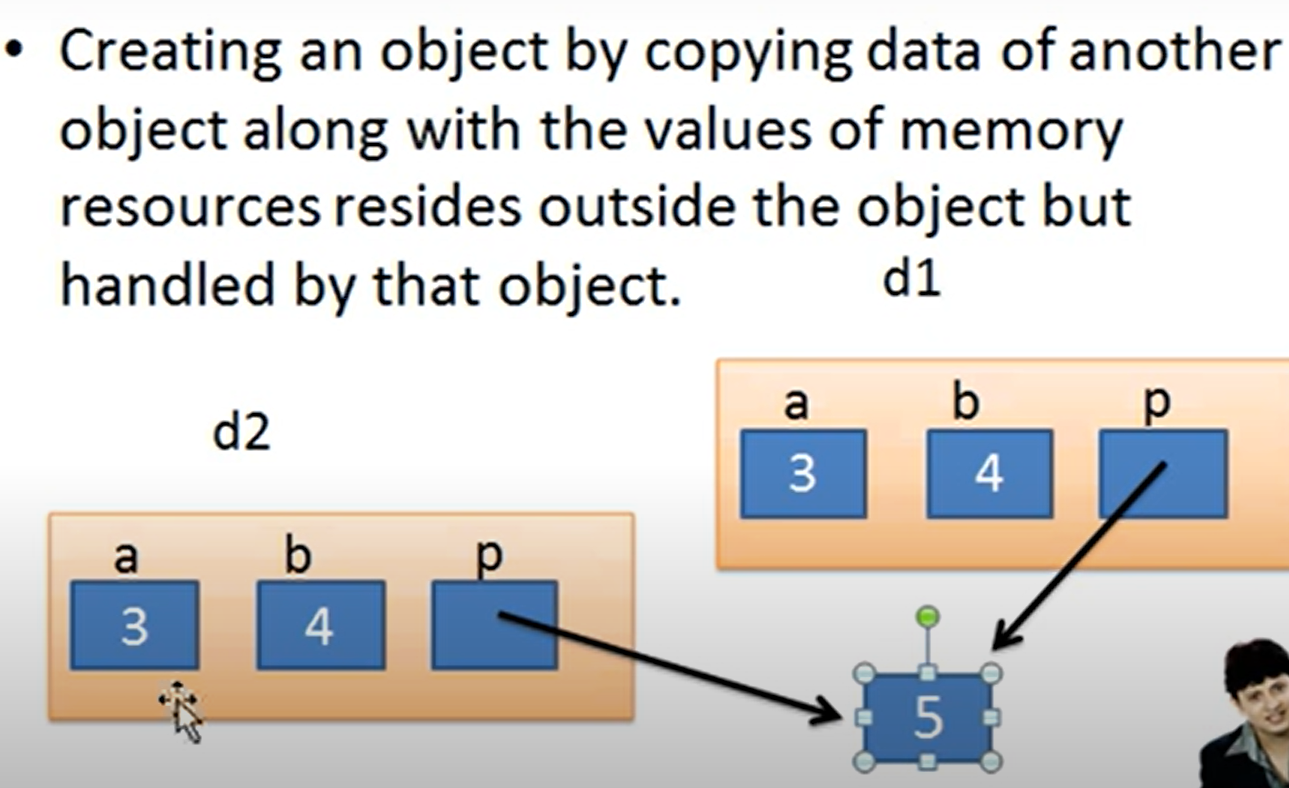 • Creating an object by copying data of another
object along with the values of memory
resources resides outside the object but
handled by that object.
d1
a b p
3 4
d2
a b p
3 4
5